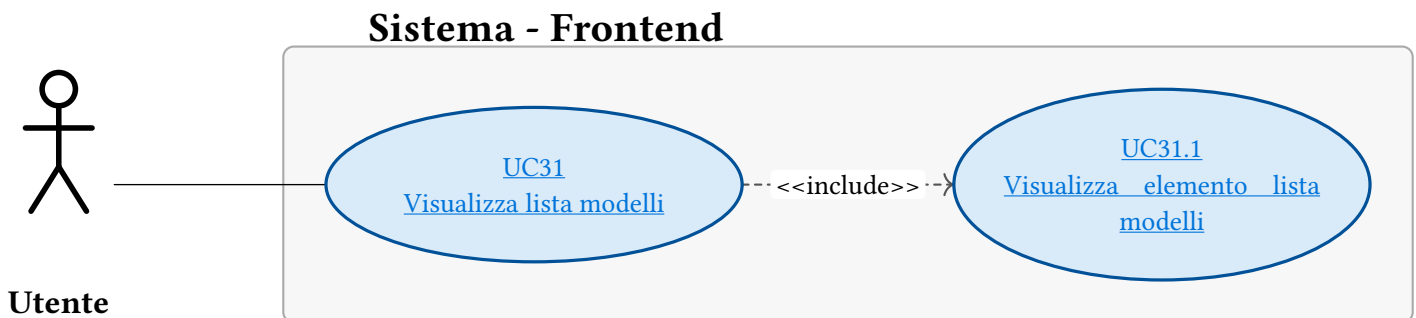 Sistema - Frontend
UC31
Visualizza lista modelli
<<include>>
UC31.1
Visualizza elemento lista
modelli
Utente